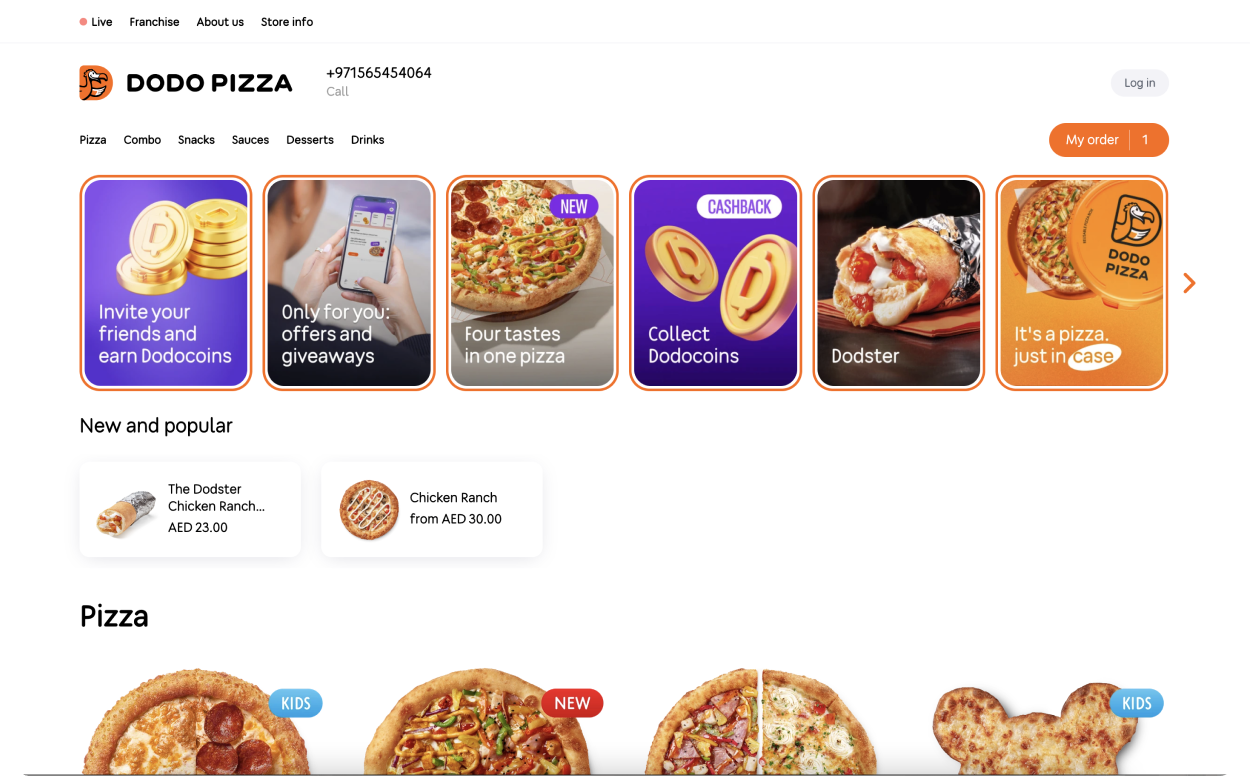 Live Franchise About us Store info
DODO PIZZA
+971565454064
Call
Log in
Pizza Combo Snacks Sauces Desserts Drinks
My order 1
Invite your
friends and
earn Dodocoins
Only for you:
offers and
giveaways
NEW
Four tastes
in one pizza
CASHBACK
Collect
Dodocoins
Dodster
DODO
PIZZA
It's a pizza.
just in case
New and popular
The Dodster
Chicken Ranch...
AED 23.00
Chicken Ranch
from AED 30.00
Pizza
KIDS
NEW
KIDS